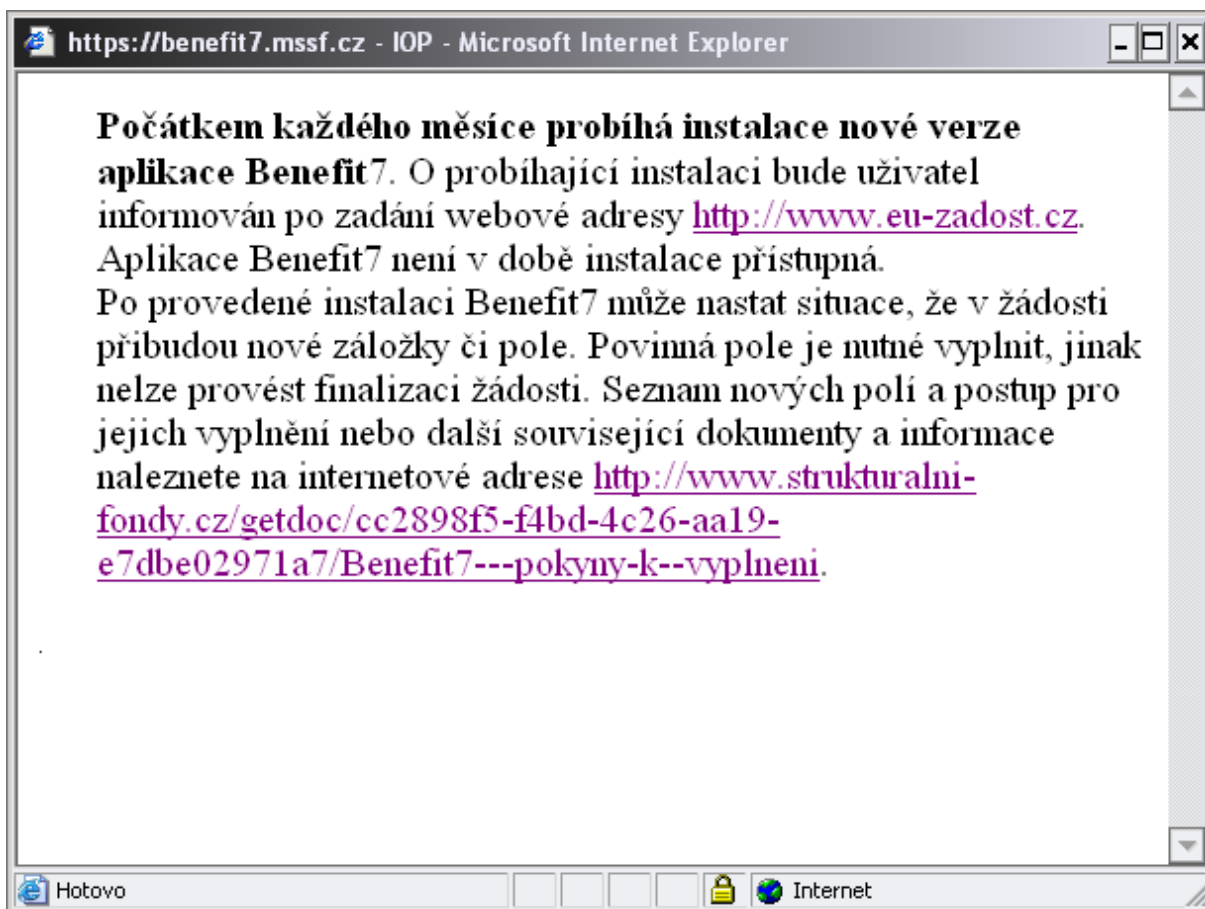 https://benefit7.mssf.cz - IOP - Microsoft Internet Explorer
Počátkem každého měsíce probíhá instalace nové verze
aplikace Benefit7. O probíhající instalaci bude uživatel
informován po zadání webové adresy http://www.eu-zadost.cz.
Aplikace Benefit7 není v době instalace přístupná.
Po provedené instalaci Benefit7 může nastat situace, že v žádosti
přibudou nové záložky či pole. Povinná pole je nutné vyplnit, jinak
nelze provést finalizaci žádosti. Seznam nových polí a postup pro
jejich vyplnění nebo další související dokumenty a informace
naleznete na internetové adrese http://www.strukturalni-
fondy.cz/getdoc/cc2898f5-f4bd-4c26-aa19-
e7dbe02971a7/Benefit7---pokyny-k--vyplneni.
.
Hotovo
Internet